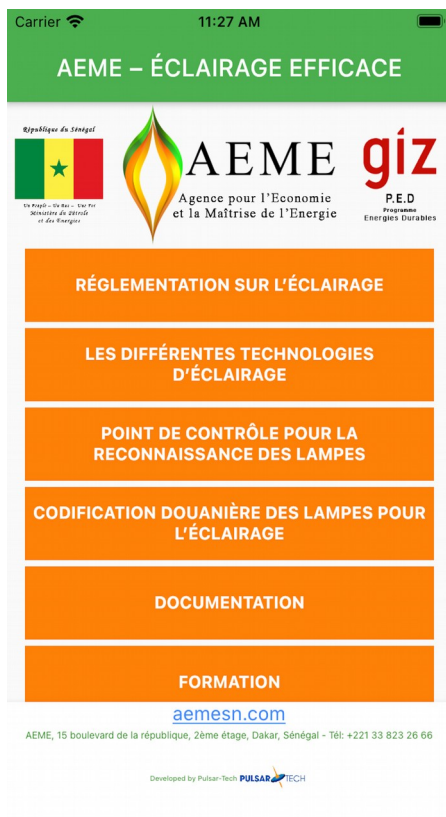 Carrier 11:27 AM
AEME – ÉCLAIRAGE EFFICACE
République du Sénégal
Un Peuple – Un But – Une Foi
Ministère du Pétrole
et des Énergies
AEME
Agence pour l'Economie
et la Maîtrise de l'Energie
giz
P.E.D
Programme
Energies Durables
RÉGLEMENTATION SUR L'ÉCLAIRAGE
LES DIFFÉRENTES TECHNOLOGIES
D'ÉCLAIRAGE
POINT DE CONTRÔLE POUR LA
RECONNAISSANCE DES LAMPES
CODIFICATION DOUANIÈRE DES LAMPES POUR
L'ÉCLAIRAGE
DOCUMENTATION
FORMATION
aemesn.com
AEME, 15 boulevard de la république, 2ème étage, Dakar, Sénégal - Tél: +221 33 823 26 66
Developed by Pulsar-Tech PULSAR TECH